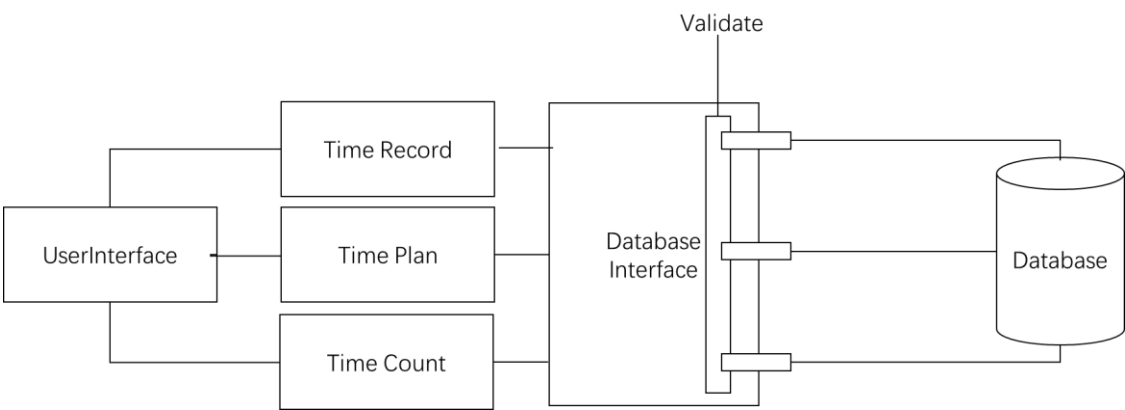 Validate
Time Record
UserInterface
Time Plan
Database
Interface
Database
Time Count